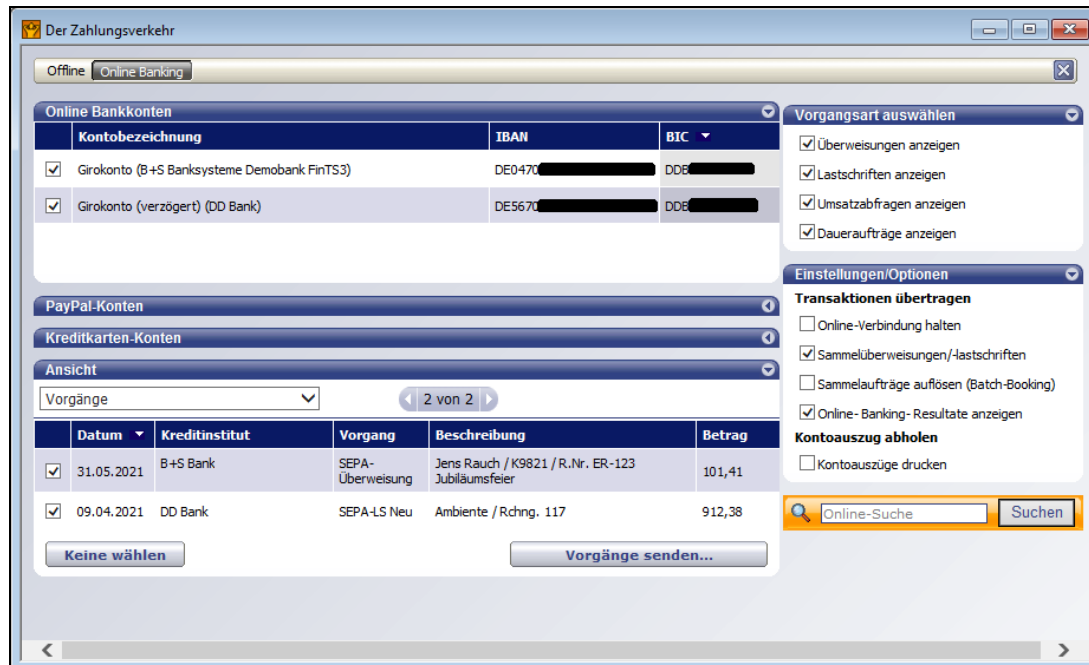 Der Zahlungsverkehr
Offline Online Banking
Online Bankkonten
Kontobezeichnung IBAN BIC
Girokonto (B+S Banksysteme Demobank FinTS3) DE0470 DDB
Girokonto (verzögert) (DD Bank) DE5670 DDB
PayPal-Konten
Kreditkarten-Konten
Ansicht
Vorgänge 2 von 2
Datum Kreditinstitut Vorgang Beschreibung Betrag
31.05.2021 B+S Bank SEPA-Überweisung Jens Rauch / K9821 / R.Nr. ER-123 Jubiläumsfeier 101,41
09.04.2021 DD Bank SEPA-LS Neu Ambiente / Rchng. 117 912,38
Keine wählen Vorgänge senden...
Vorgangsart auswählen
Überweisungen anzeigen
Lastschriften anzeigen
Umsatzabfragen anzeigen
Daueraufträge anzeigen
Einstellungen/Optionen
Transaktionen übertragen
Online-Verbindung halten
Sammelüberweisungen/-lastschriften
Sammelaufträge auflösen (Batch-Booking)
Online- Banking- Resultate anzeigen
Kontoauszug abholen
Kontoauszüge drucken
Online-Suche Suchen